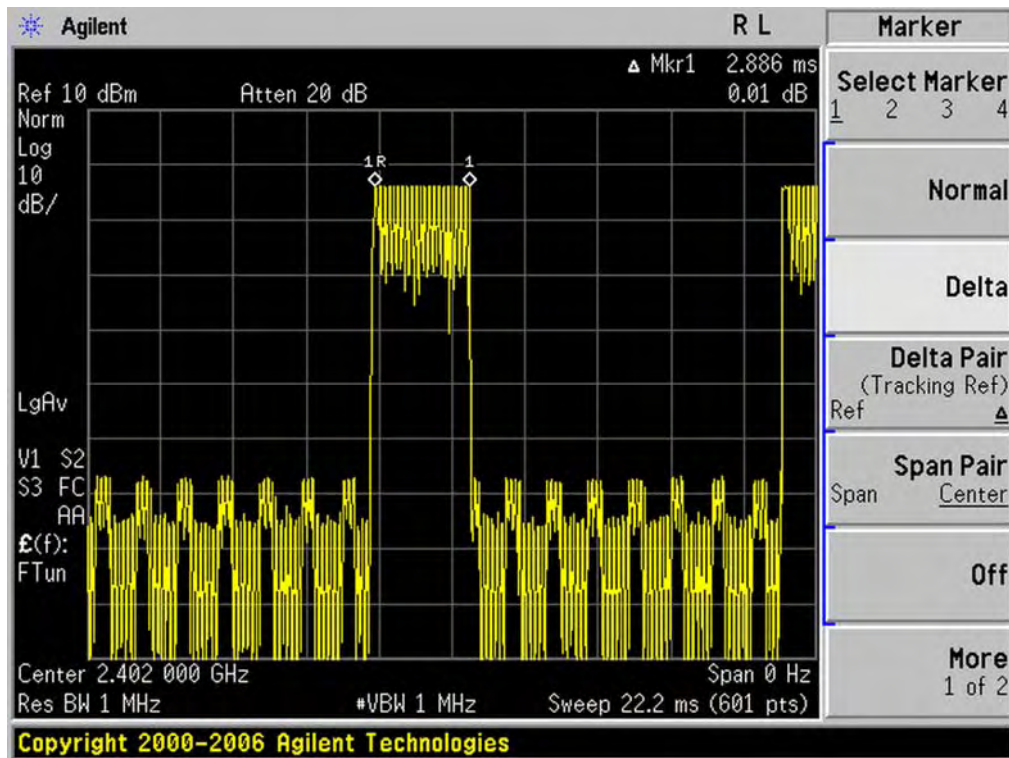 Agilent
R L
Marker
Δ Mkr1 2.886 ms
Ref 10 dBm Atten 20 dB 0.01 dB
Norm
Log
10
dB/
1R 1
LgAv
V1 S2
S3 FC
AA
£(f):
FTun
Center 2.402 000 GHz Span 0 Hz
Res BW 1 MHz #VBW 1 MHz Sweep 22.2 ms (601 pts)
Copyright 2000-2006 Agilent Technologies
Select Marker
1 2 3 4
Normal
Delta
Delta Pair
(Tracking Ref)
Ref Δ
Span Pair
Span Center
Off
More
1 of 2